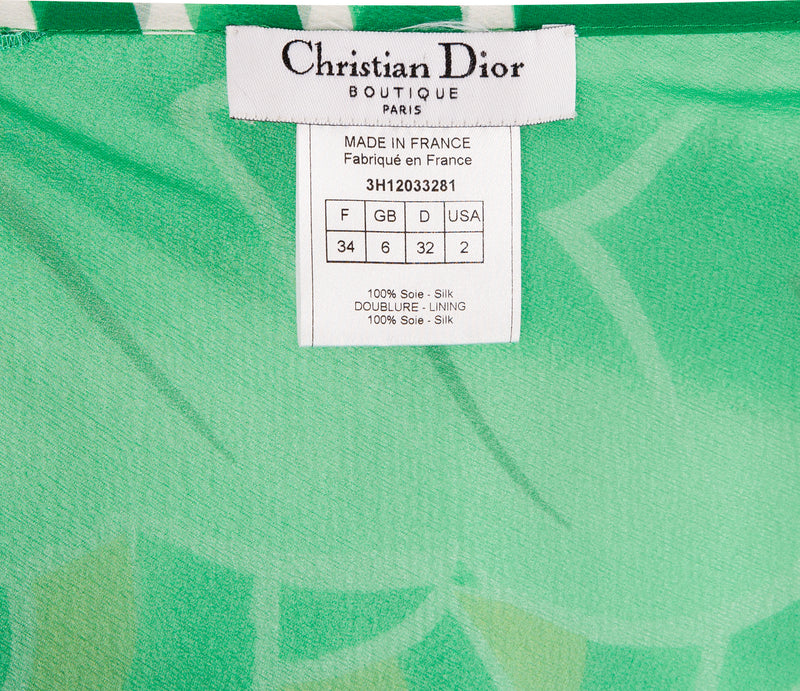 Christian Dior
BOUTIQUE
PARIS
MADE IN FRANCE
Fabriqué en France
3H12033281
F GB D USA
34 6 32 2
100% Soie - Silk
DOUBLURE - LINING
100% Soie - Silk